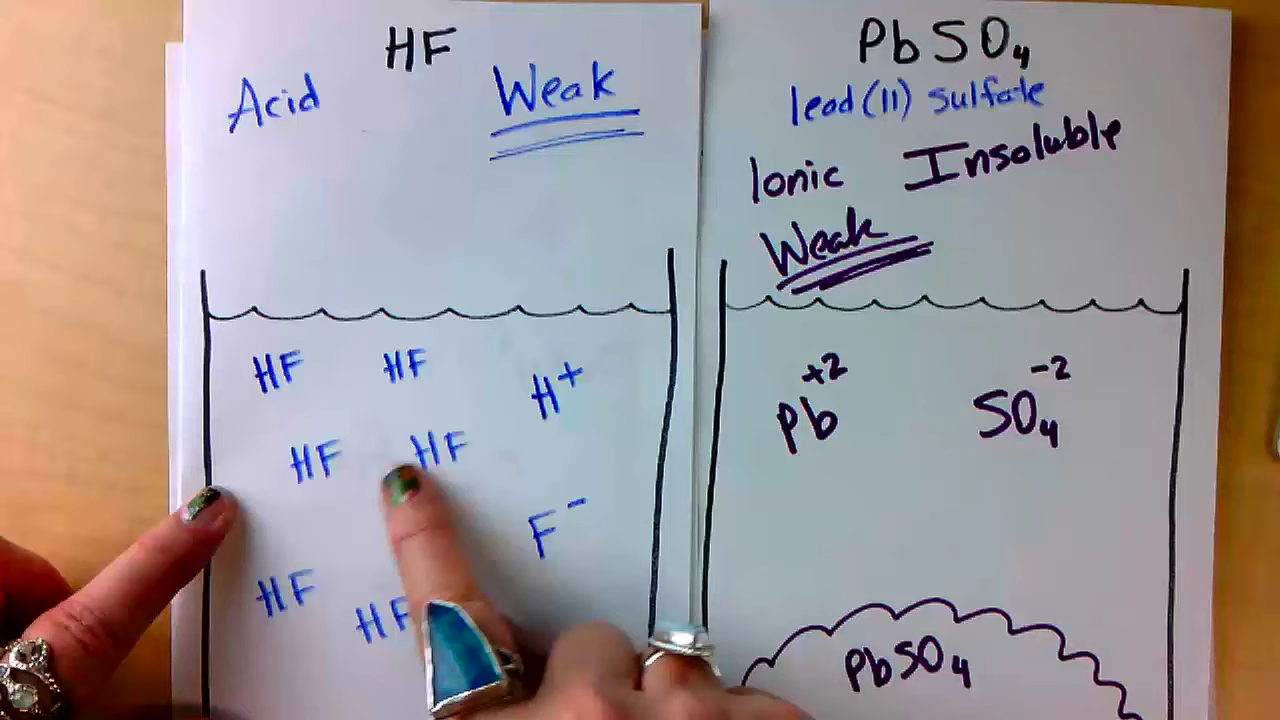 HF
Acid Weak
HF HF H⁺
HF HF
F⁻
HF HF
PbSO₄
lead(II) sulfate
Ionic Insoluble
Weak
Pb⁺² SO₄⁻²
PbSO₄